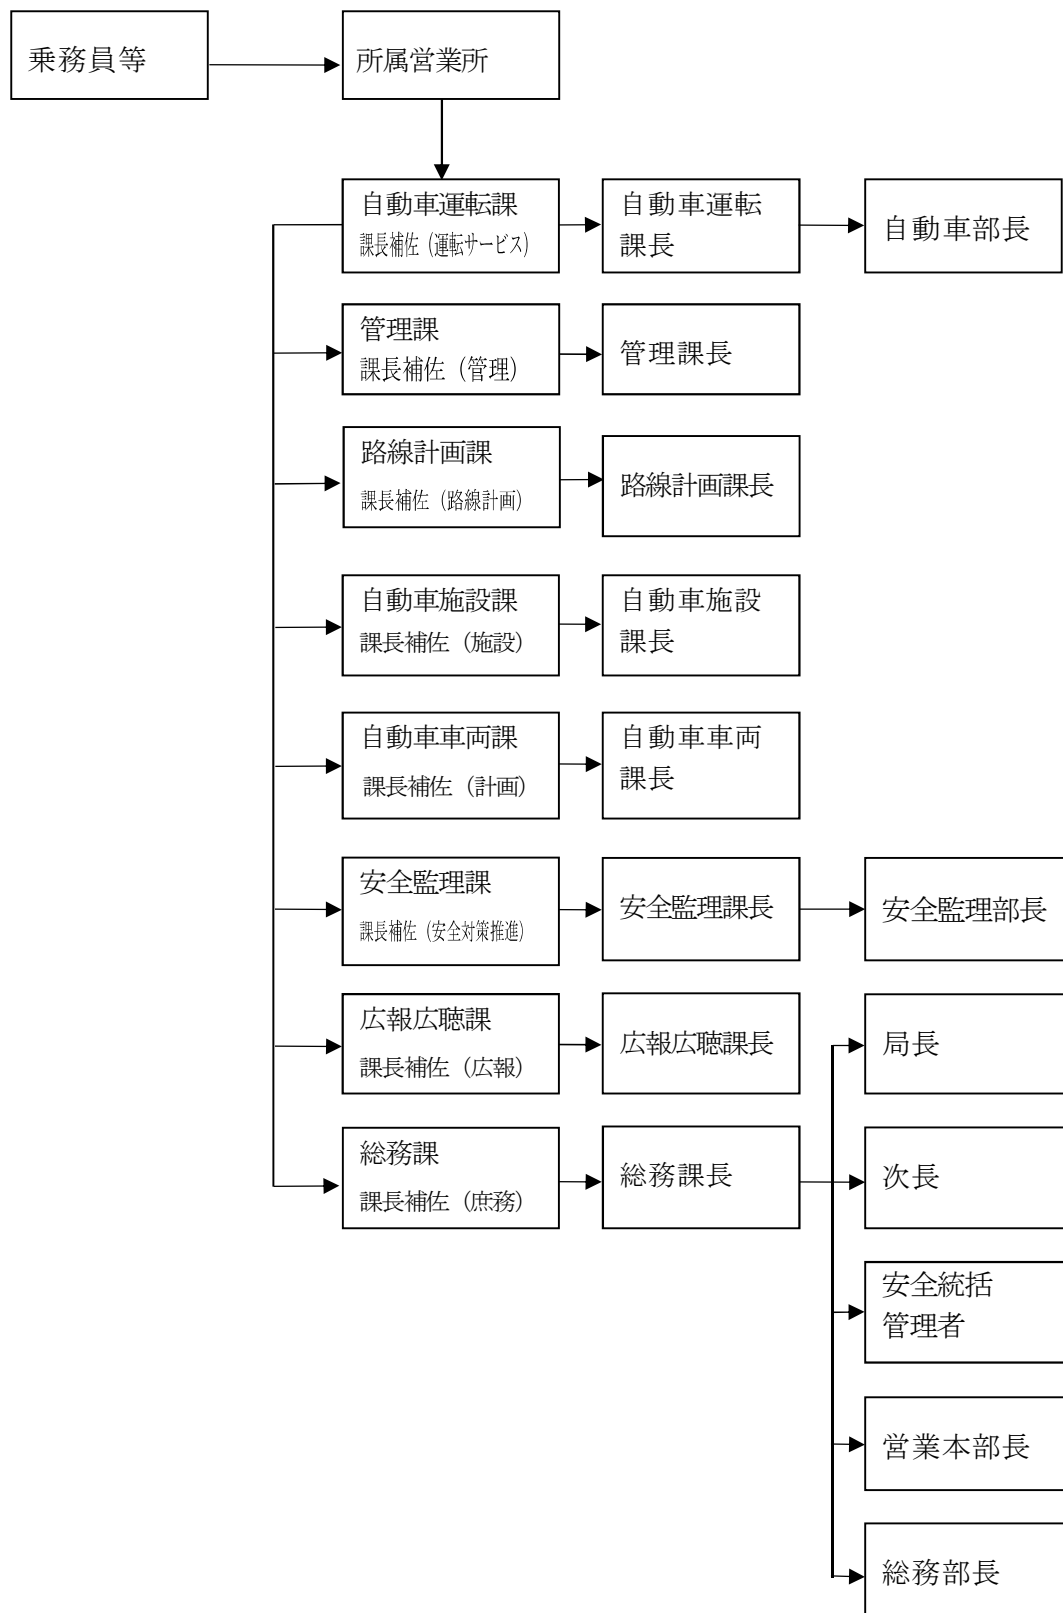 乗務員等
所属営業所
自動車運転課
課長補佐（運転サービス）
自動車運転
課長
自動車部長
管理課
課長補佐（管理）
管理課長
路線計画課
課長補佐（路線計画）
路線計画課長
自動車施設課
課長補佐（施設）
自動車施設
課長
自動車車両課
課長補佐（計画）
自動車車両
課長
安全監理課
課長補佐（安全対策推進）
安全監理課長
安全監理部長
広報広聴課
課長補佐（広報）
広報広聴課長
局長
総務課
課長補佐（庶務）
総務課長
次長
安全統括
管理者
営業本部長
総務部長